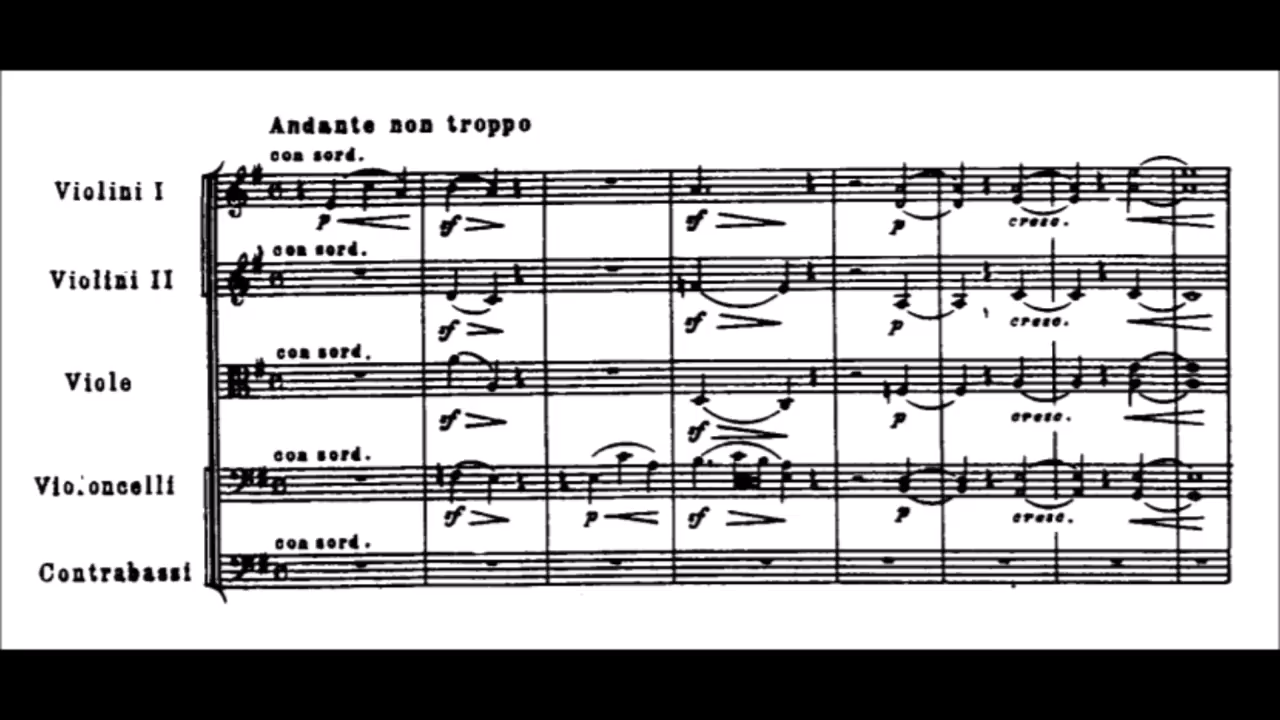 Andante non troppo
con sord.
Violini I
p sf sf p cresc.
con sord.
Violini II
sf sf p cresc.
con sord.
Viole
sf sf p cresc.
con sord.
Violoncelli
sf p sf p cresc.
con sord.
Contrabassi